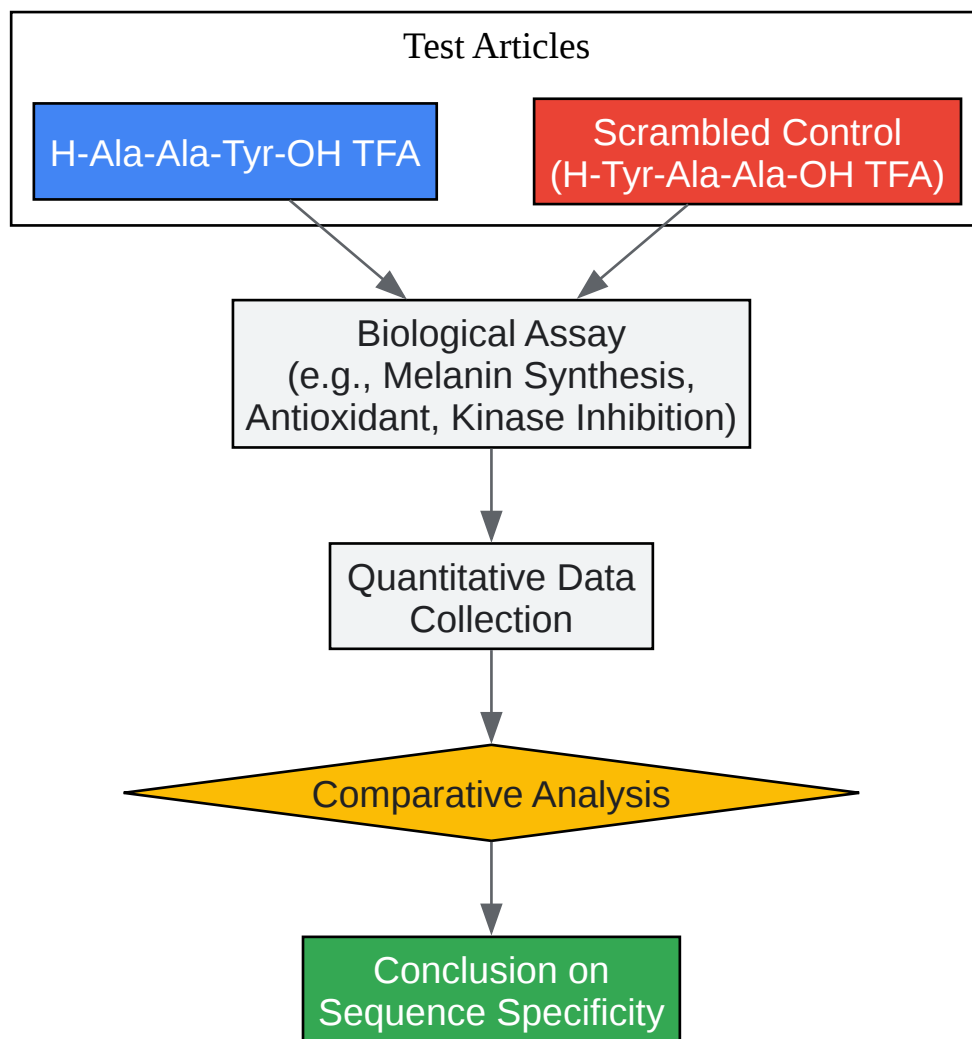 Test Articles
H-Ala-Ala-Tyr-OH TFA
Scrambled Control
(H-Tyr-Ala-Ala-OH TFA)
Biological Assay
(e.g., Melanin Synthesis,
Antioxidant, Kinase Inhibition)
Quantitative Data
Collection
Comparative Analysis
Conclusion on
Sequence Specificity